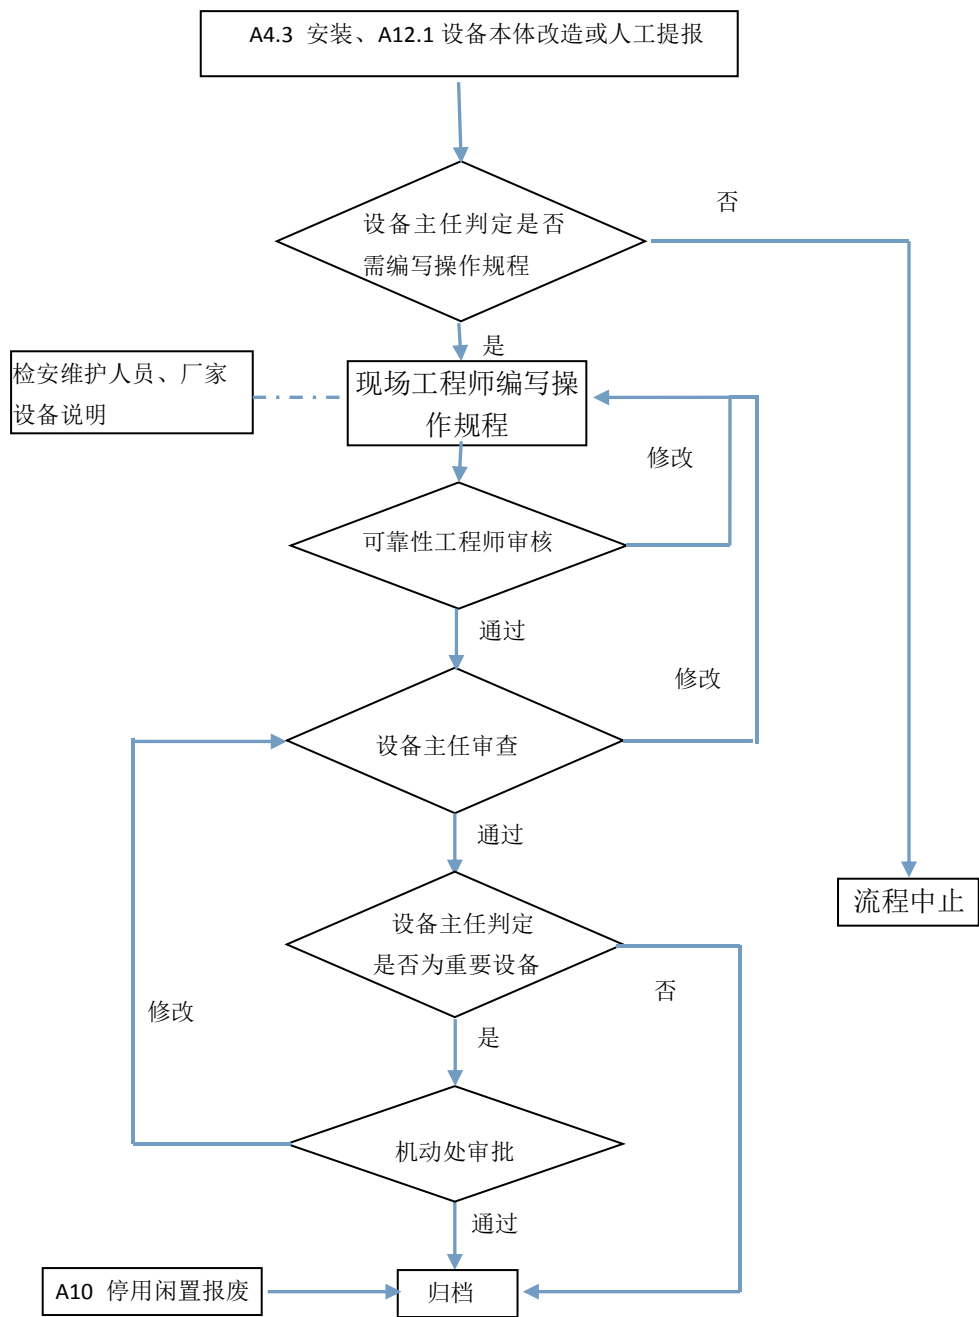 A4.3 安装、A12.1 设备本体改造或人工提报
否
设备主任判定是否
需编写操作规程
是
检安维护人员、厂家
设备说明
现场工程师编写操
作规程
修改
可靠性工程师审核
通过
修改
设备主任审查
通过
流程中止
设备主任判定
是否为重要设备
否
修改
是
机动处审批
通过
A10 停用闲置报废
归档